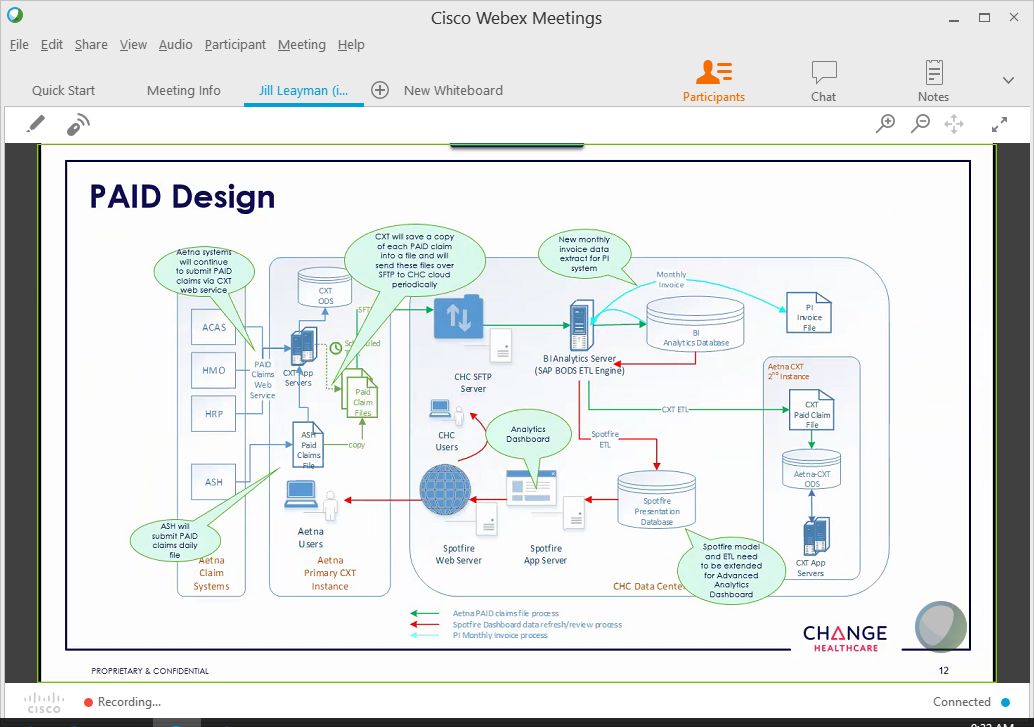 Cisco Webex Meetings
File Edit Share View Audio Participant Meeting Help
Quick Start
Meeting Info
Jill Leayman (i...
New Whiteboard
Participants
Chat
Notes
PAID Design
Aetna systems
will continue
to submit PAID
claims via CXT
web service
CXT will save a copy
of each PAID claim
into a file and will
send these files over
SFTP to CHC cloud
periodically
New monthly
invoice data
extract for PI
system
CXT
ODS
Monthly
Invoice
PI
Invoice
File
ACAS
HMO
HRP
ASH
PAID
Claims
Web
Service
CXT App
Servers
Paid
Claim
Files
ASH
Paid
Claims
File
copy
CHC SFTP
Server
BI Analytics Server
(SAP BODS ETL Engine)
BI
Analytics Database
Aetna CXT
2nd Instance
CXT
Paid Claim
File
CXT ETL
CHC
Users
Analytics
Dashboard
Spotfire
ETL
Aetna-CXT
ODS
Spotfire
Presentation
Database
Aetna
Users
ASH will
submit PAID
claims daily
file
Spotfire
Web Server
Spotfire
App Server
Spotfire model
and ETL need
to be extended
for Advanced
Analytics
Dashboard
CXT App
Servers
Aetna
Claim
Systems
Aetna
Primary CXT
Instance
CHC Data Center
Aetna PAID claims file process
Spotfire Dashboard data refresh/review process
PI Monthly invoice process
CHANGE
HEALTHCARE
PROPRIETARY & CONFIDENTIAL
12
cisco
Recording...
Connected